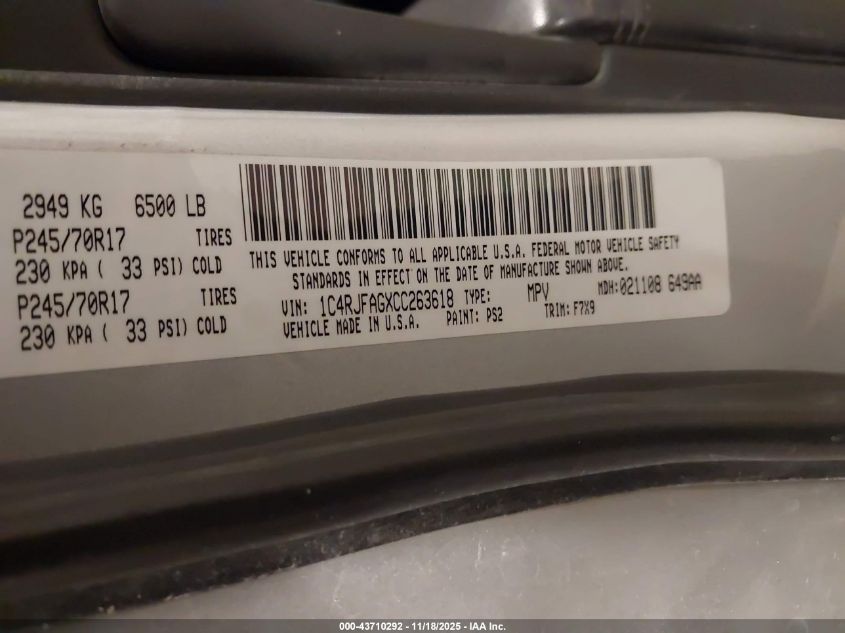 2949 KG 6500 LB
P245/70R17 TIRES
230 KPA ( 33 PSI) COLD
P245/70R17 TIRES
230 KPA ( 33 PSI) COLD
THIS VEHICLE CONFORMS TO ALL APPLICABLE U.S.A. FEDERAL MOTOR VEHICLE SAFETY
STANDARDS IN EFFECT ON THE DATE OF MANUFACTURE SHOWN ABOVE.
VIN: 1C4RJFAGXCC263618 TYPE: MPV MDH: 021108 649AA
VEHICLE MADE IN U.S.A. PAINT: PS2 TRIM: F7X9
000-43710292 - 11/18/2025 - IAA Inc.